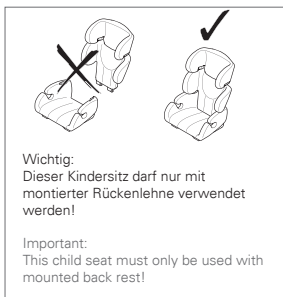 Wichtig:
Dieser Kindersitz darf nur mit
montierter Rückenlehne verwendet
werden!
Important:
This child seat must only be used with
mounted back rest!